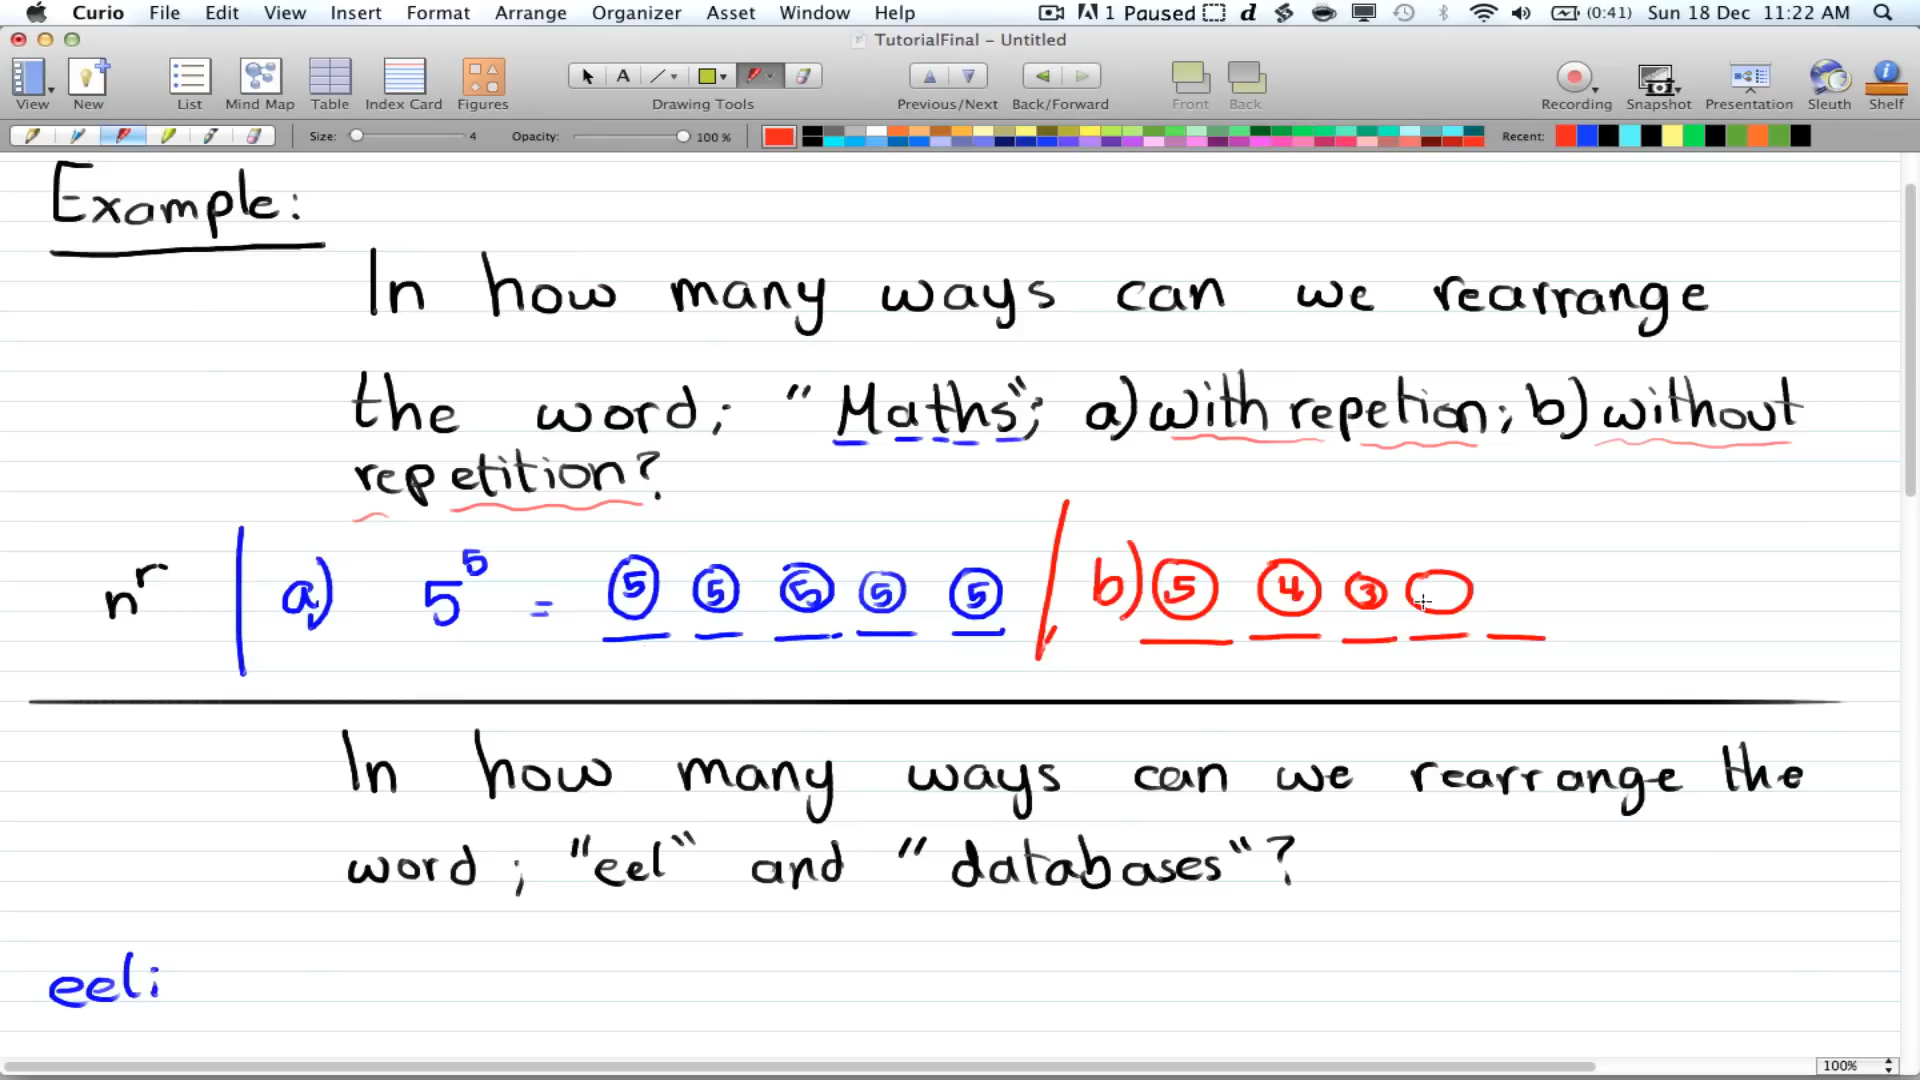 Curio File Edit View Insert Format Arrange Organizer Asset Window Help 1 Paused (0:41) Sun 18 Dec 11:22 AM
TutorialFinal – Untitled
View New List Mind Map Table Index Card Figures Drawing Tools Previous/Next Back/Forward Front Back Recording Snapshot Presentation Sleuth Shelf
Size: 4 Opacity: 100 % Recent:
Example:
In how many ways can we rearrange
the word; "Maths"; a) with repetion; b) without
repetition?
n^r a) 5^5 = 5 5 5 5 5 b) 5 4 3
In how many ways can we rearrange the
word; "eel" and "databases"?
eel:
100%